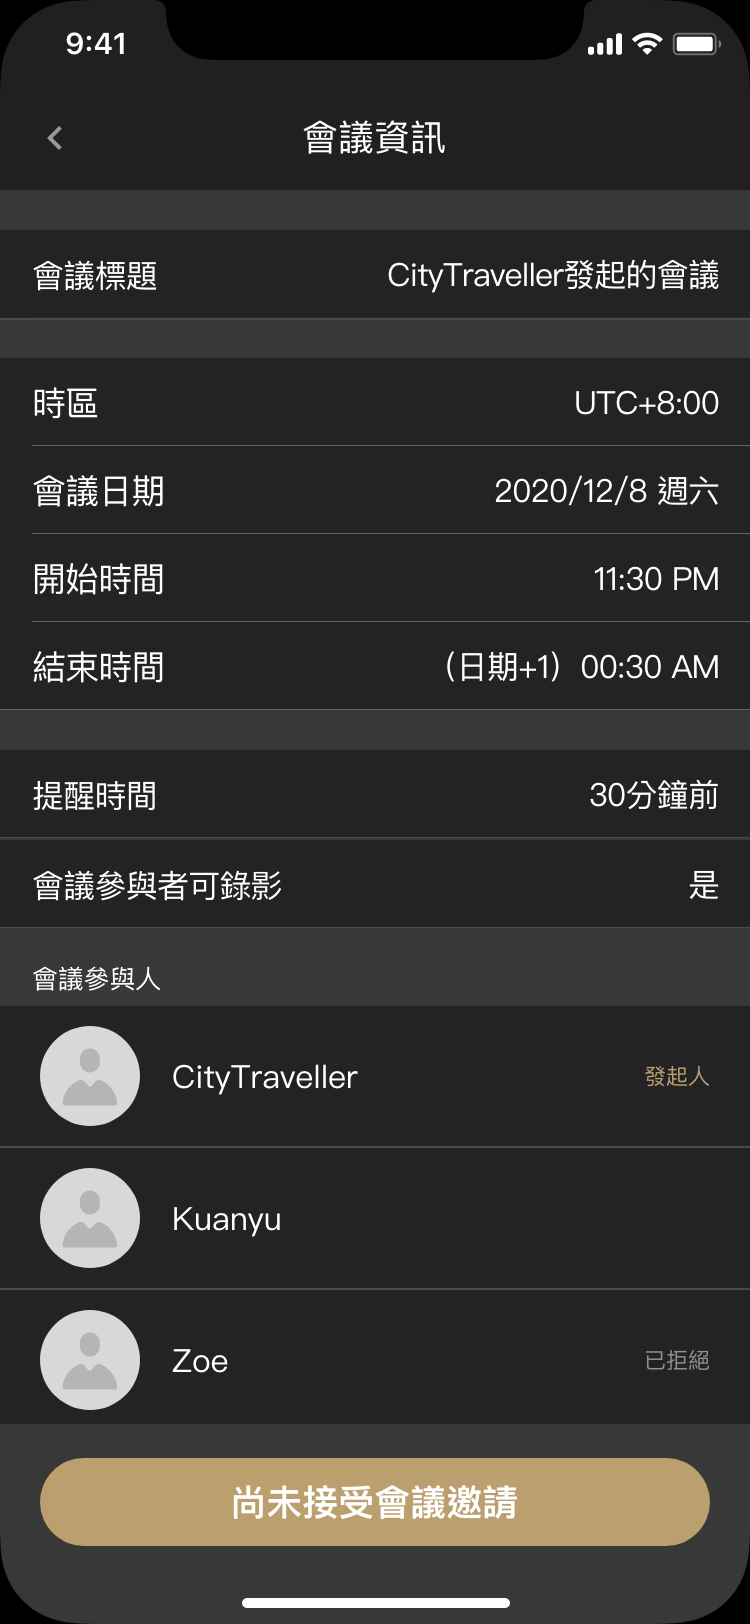 9:41
會議資訊
會議標題 CityTraveller發起的會議
時區 UTC+8:00
會議日期 2020/12/8 週六
開始時間 11:30 PM
結束時間 （日期+1）00:30 AM
提醒時間 30分鐘前
會議參與者可錄影 是
會議參與人
CityTraveller 發起人
Kuanyu
Zoe 已拒絕
尚未接受會議邀請